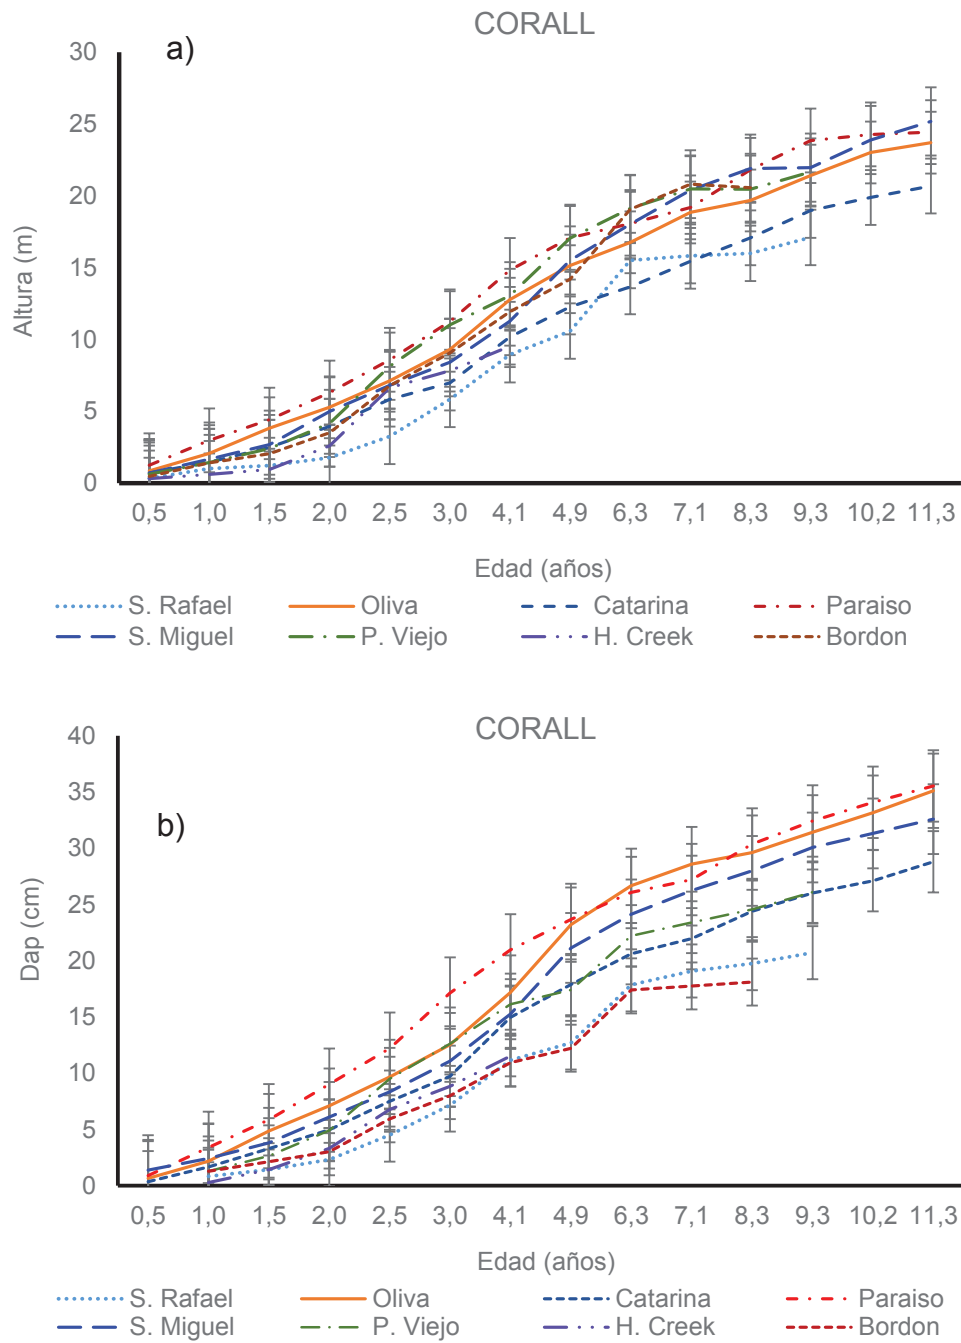 CORALL
a)
30
25
20
15
10
5
0
Altura (m)
0,5 1,0 1,5 2,0 2,5 3,0 4,1 4,9 6,3 7,1 8,3 9,3 10,2 11,3
Edad (años)
S. Rafael Oliva Catarina Paraiso
S. Miguel P. Viejo H. Creek Bordon
CORALL
b)
40
35
30
25
20
15
10
5
0
Dap (cm)
0,5 1,0 1,5 2,0 2,5 3,0 4,1 4,9 6,3 7,1 8,3 9,3 10,2 11,3
Edad (años)
S. Rafael Oliva Catarina Paraiso
S. Miguel P. Viejo H. Creek Bordon